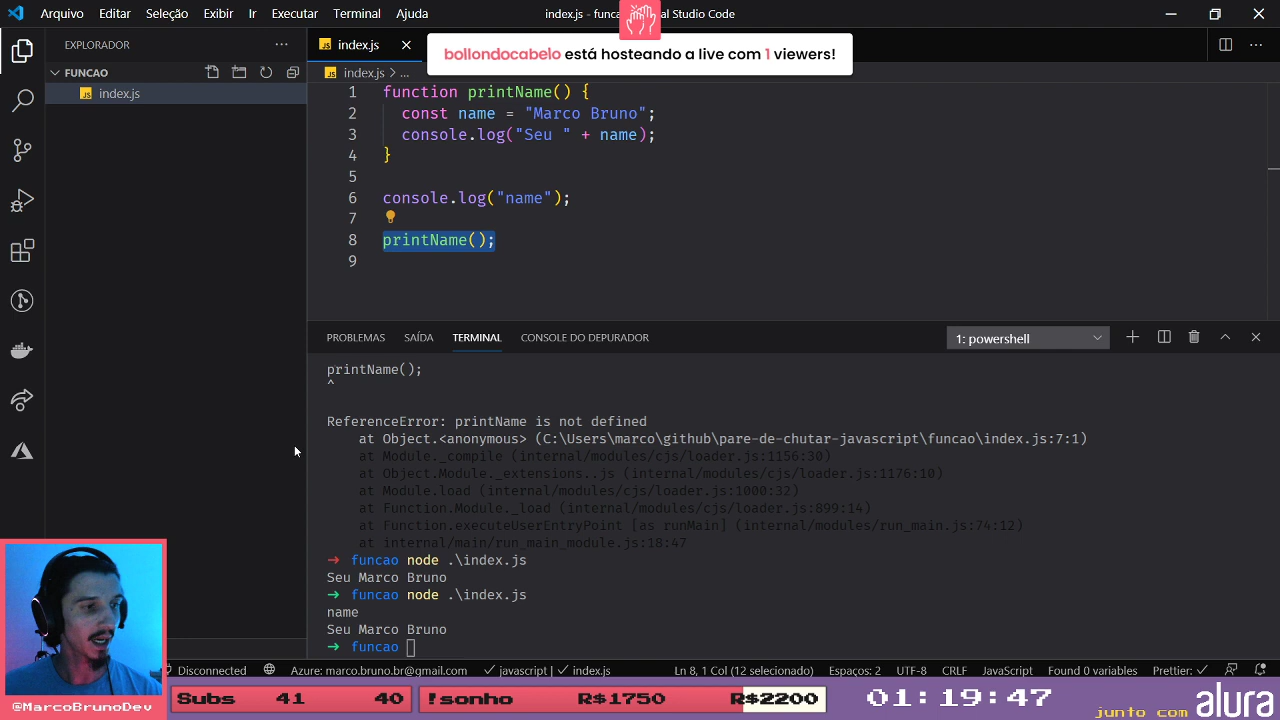 Arquivo Editar Seleção Exibir Ir Executar Terminal Ajuda
index.js - funcao
al Studio Code
EXPLORADOR
FUNCAO
JS index.js
JS index.js
bollondocabelo está hosteando a live com 1 viewers!
JS index.js > ...
1 function printName() {
2 const name = "Marco Bruno";
3 console.log("Seu " + name);
4 }
5
6 console.log("name");
7
8 printName();
9
PROBLEMAS SAÍDA TERMINAL CONSOLE DO DEPURADOR
1: powershell
printName();
^
ReferenceError: printName is not defined
at Object.<anonymous> (C:\Users\marco\github\pare-de-chutar-javascript\funcao\index.js:7:1)
at Module._compile (internal/modules/cjs/loader.js:1156:30)
at Object.Module._extensions..js (internal/modules/cjs/loader.js:1176:10)
at Module.load (internal/modules/cjs/loader.js:1000:32)
at Function.Module._load (internal/modules/cjs/loader.js:899:14)
at Function.executeUserEntryPoint [as runMain] (internal/modules/run_main.js:74:12)
at internal/main/run_main_module.js:18:47
➜ funcao node .\index.js
Seu Marco Bruno
➜ funcao node .\index.js
name
Seu Marco Bruno
➜ funcao
Disconnected Azure: marco.bruno.br@gmail.com ✓ javascript | ✓ index.js Ln 8, Col 1 (12 selecionado) Espaços: 2 UTF-8 CRLF JavaScript Found 0 variables Prettier: ✓
@MarcoBrunoDev
Subs 41 40
!sonho R$1750 R$2200
01:19:47
junto com alura